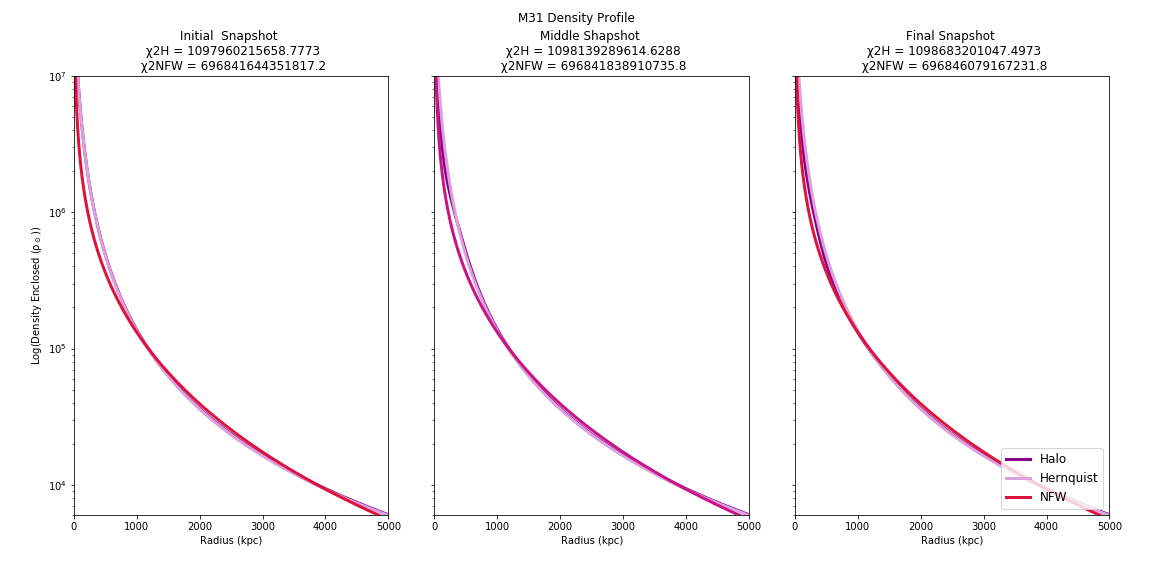 M31 Density Profile
Initial  Snapshot
χ2H = 1097960215658.7773
χ2NFW = 696841644351817.2
Middle Shapshot
χ2H = 1098139289614.6288
χ2NFW = 696841838910735.8
Final Snapshot
χ2H = 1098683201047.4973
χ2NFW = 696846079167231.8
Log(Density Enclosed (ρ☉))
10⁷
10⁶
10⁵
10⁴
0 1000 2000 3000 4000 5000
Radius (kpc)
0 1000 2000 3000 4000 5000
Radius (kpc)
0 1000 2000 3000 4000 5000
Radius (kpc)
Halo
Hernquist
NFW